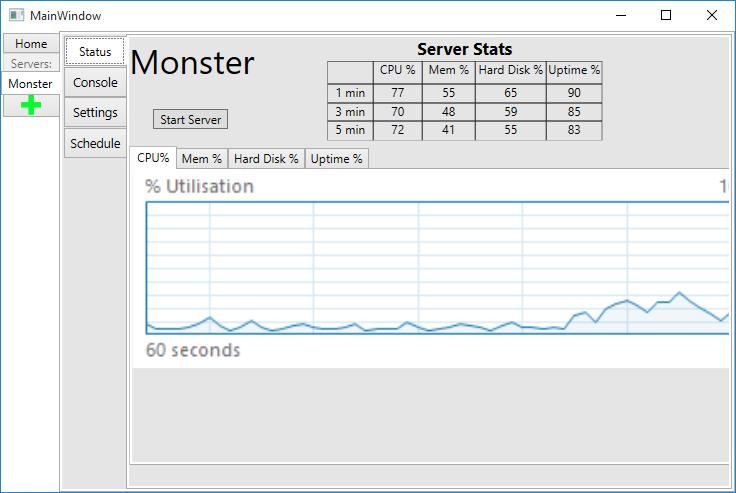 MainWindow
Home
Servers:
Monster
Status
Console
Settings
Schedule
Monster
Start Server
Server Stats
CPU % Mem % Hard Disk % Uptime %
1 min 77 55 65 90
3 min 70 48 59 85
5 min 72 41 55 83
CPU% Mem % Hard Disk % Uptime %
% Utilisation
60 seconds